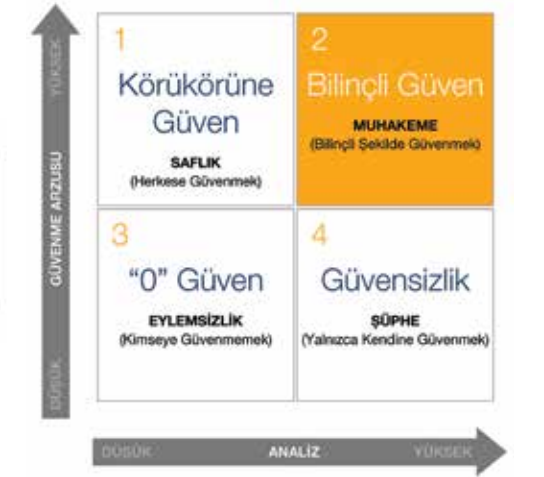 YÜKSEK
GÜVENME ARZUSU
DÜŞÜK
1
Körükörüne
Güven
SAFLIK
(Herkese Güvenmek)
2
Bilinçli Güven
MUHAKEME
(Bilinçli Şekilde Güvenmek)
3
"0" Güven
EYLEMSİZLİK
(Kimseye Güvenmemek)
4
Güvensizlik
ŞÜPHE
(Yalnızca Kendine Güvenmek)
DÜŞÜK
ANALİZ
YÜKSEK